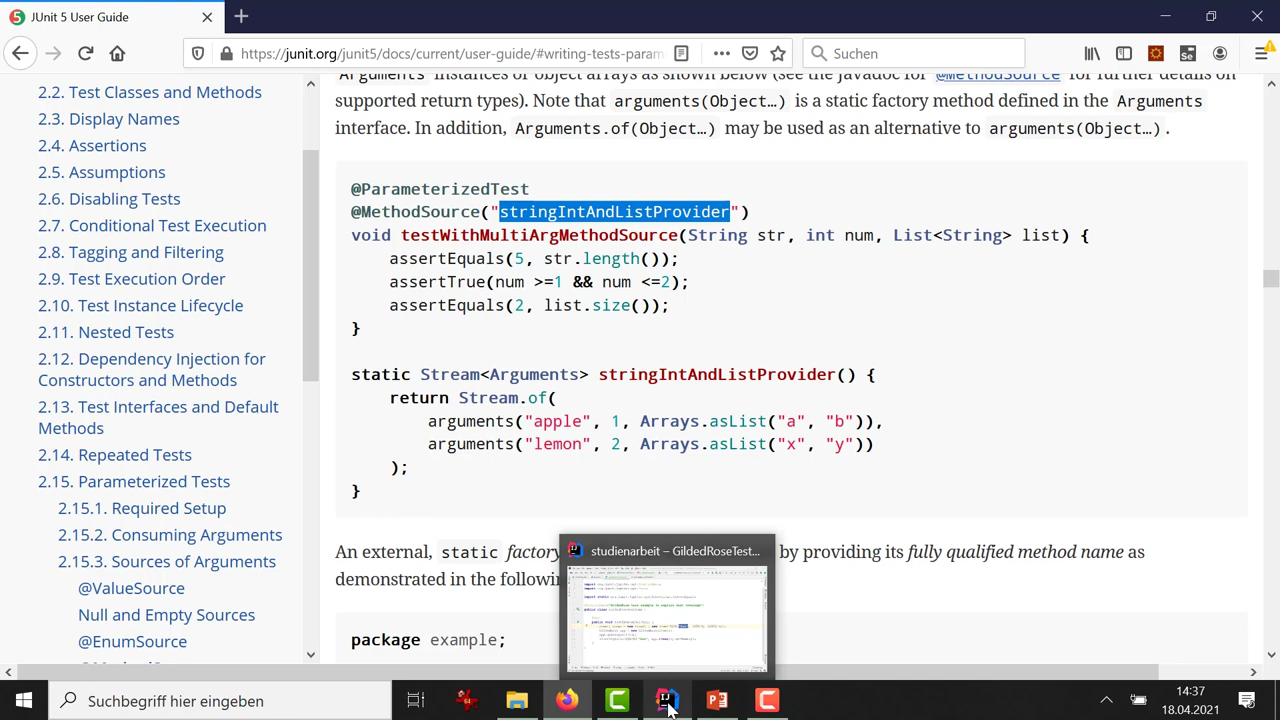 JUnit 5 User Guide
https://junit.org/junit5/docs/current/user-guide/#writing-tests-param
Suchen
2.2. Test Classes and Methods
2.3. Display Names
2.4. Assertions
2.5. Assumptions
2.6. Disabling Tests
2.7. Conditional Test Execution
2.8. Tagging and Filtering
2.9. Test Execution Order
2.10. Test Instance Lifecycle
2.11. Nested Tests
2.12. Dependency Injection for
Constructors and Methods
2.13. Test Interfaces and Default
Methods
2.14. Repeated Tests
2.15. Parameterized Tests
2.15.1. Required Setup
2.15.2. Consuming Arguments
2.15.3. Sources of Arguments
@ValueSource
Null and Empty Sources
@EnumSource
Arguments instances or object arrays as shown below (see the Javadoc for @MethodSource for further details on
supported return types). Note that arguments(Object…) is a static factory method defined in the Arguments
interface. In addition, Arguments.of(Object…) may be used as an alternative to arguments(Object…).
@ParameterizedTest
@MethodSource("stringIntAndListProvider")
void testWithMultiArgMethodSource(String str, int num, List<String> list) {
assertEquals(5, str.length());
assertTrue(num >=1 && num <=2);
assertEquals(2, list.size());
}
static Stream<Arguments> stringIntAndListProvider() {
return Stream.of(
arguments("apple", 1, Arrays.asList("a", "b")),
arguments("lemon", 2, Arrays.asList("x", "y"))
);
}
An external, static factory by providing its fully qualified method name as
demonstrated in the followin
package example;
studienarbeit – GildedRoseTest...
Suchbegriff hier eingeben
14:37
18.04.2021